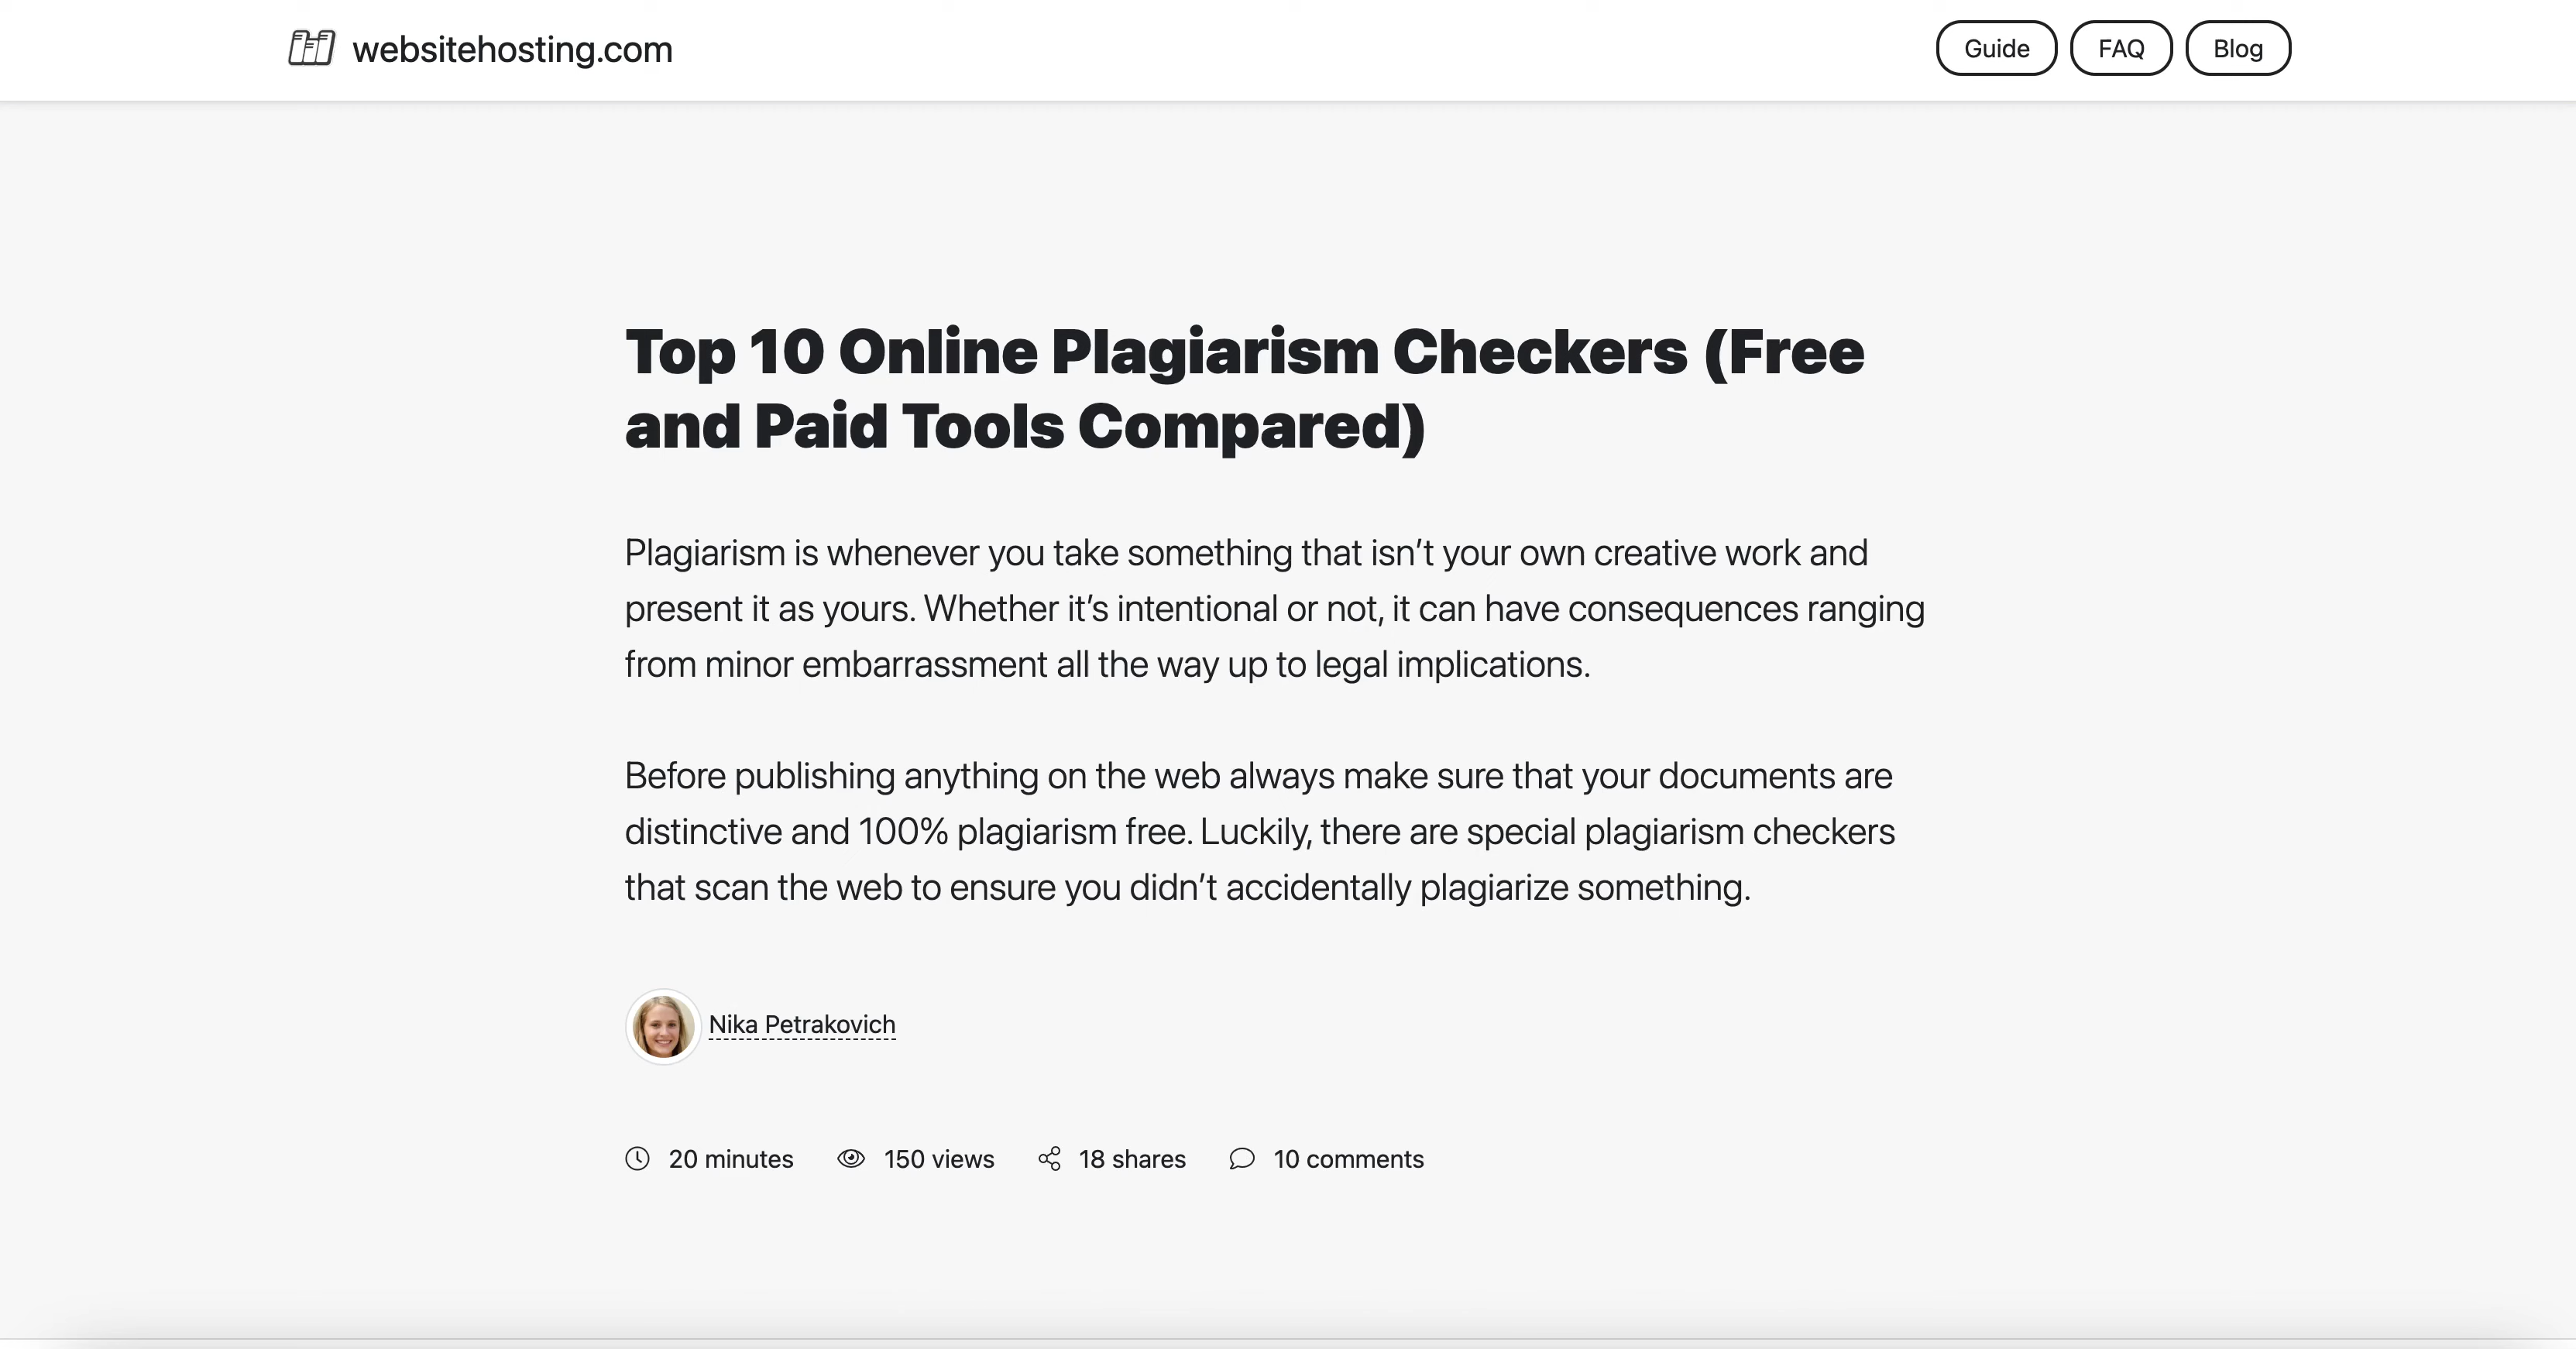 websitehosting.com
Guide
FAQ
Blog
Top 10 Online Plagiarism Checkers (Free
and Paid Tools Compared)
Plagiarism is whenever you take something that isn’t your own creative work and
present it as yours. Whether it’s intentional or not, it can have consequences ranging
from minor embarrassment all the way up to legal implications.
Before publishing anything on the web always make sure that your documents are
distinctive and 100% plagiarism free. Luckily, there are special plagiarism checkers
that scan the web to ensure you didn’t accidentally plagiarize something.
Nika Petrakovich
20 minutes
150 views
18 shares
10 comments